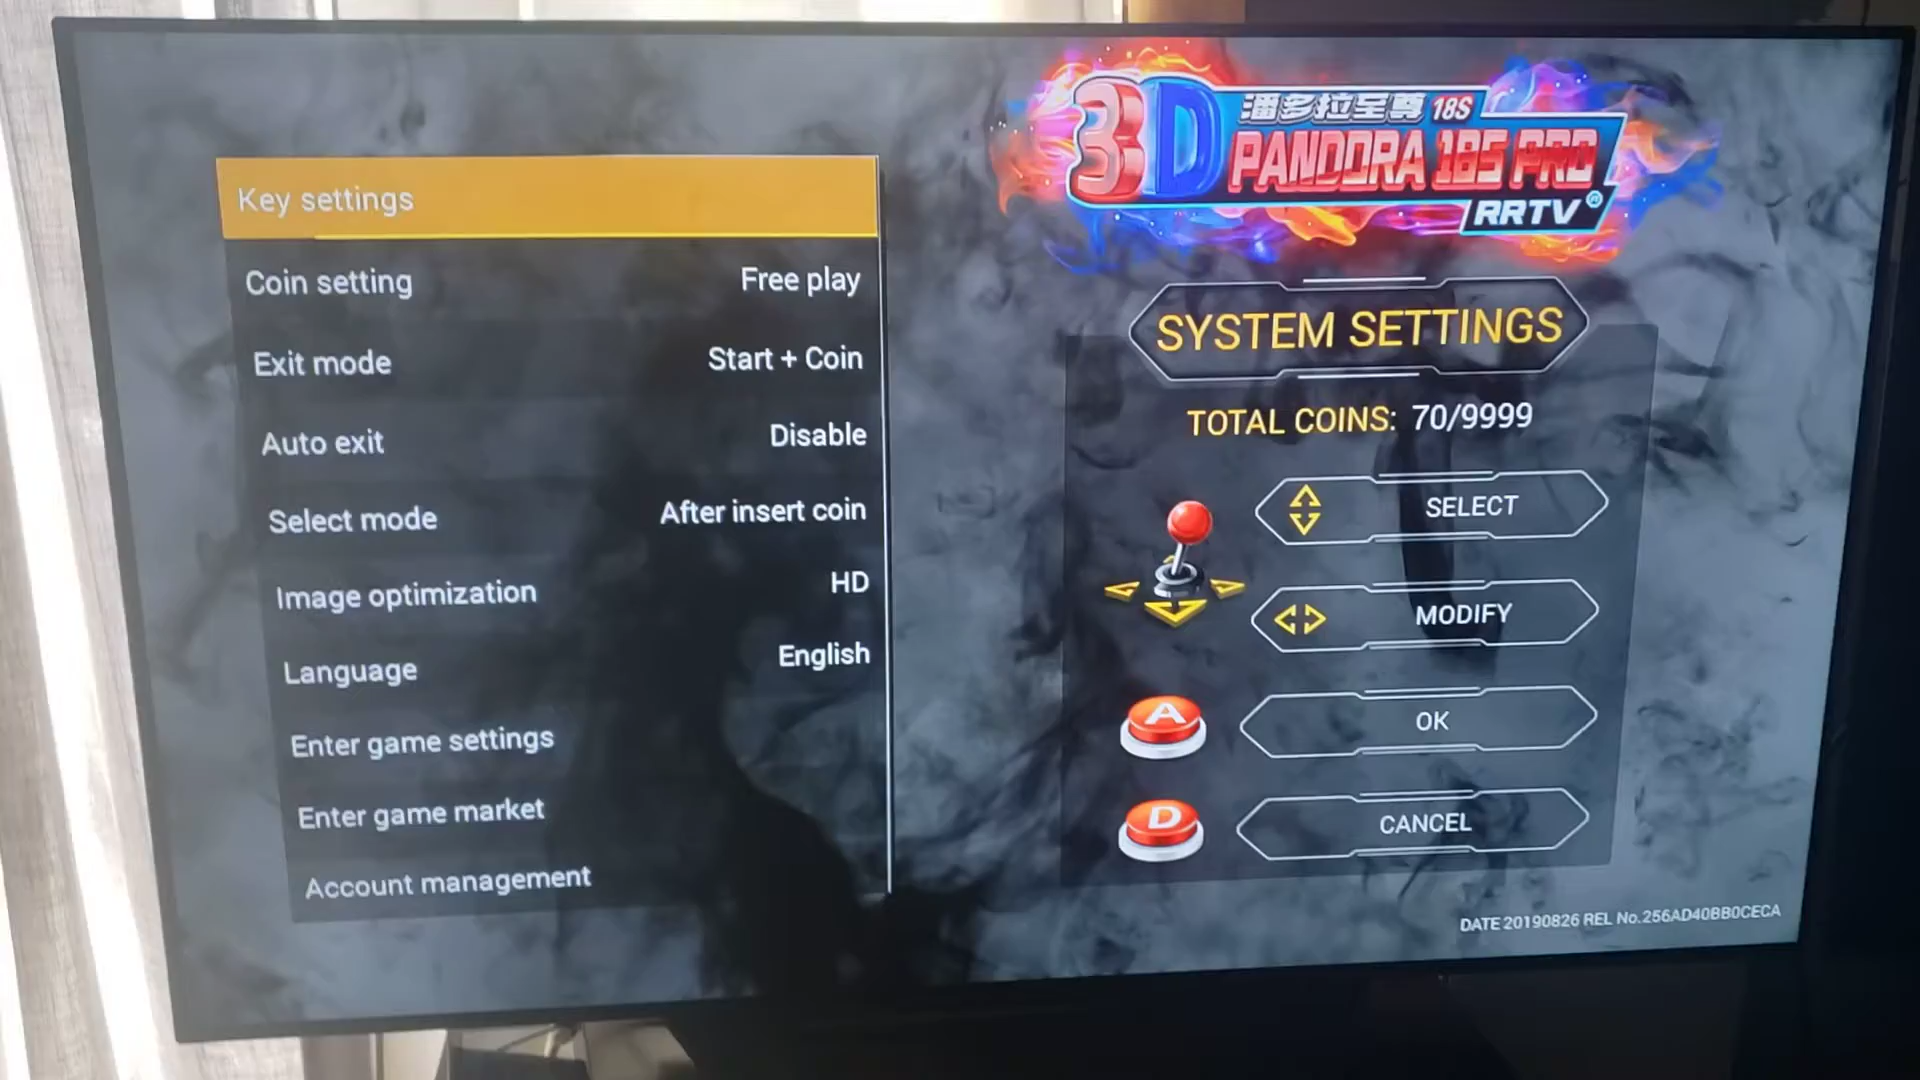 Key settings
Coin setting Free play
Exit mode Start + Coin
Auto exit Disable
Select mode After insert coin
Image optimization HD
Language English
Enter game settings
Enter game market
Account management
3D
潘多拉至尊 18S
PANDORA 18S PRO
RRTV®
SYSTEM SETTINGS
TOTAL COINS: 70/9999
SELECT
MODIFY
A OK
D CANCEL
DATE 20190826 REL No.256AD40BB0CECA